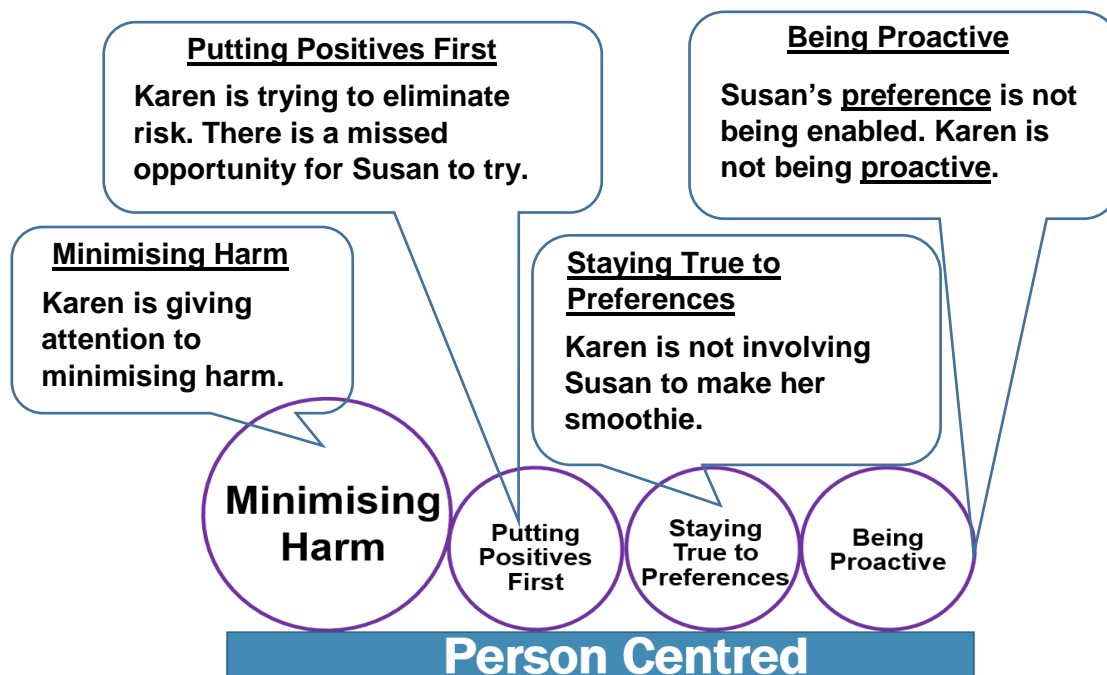 Putting Positives First
Karen is trying to eliminate
risk. There is a missed
opportunity for Susan to try.
Being Proactive
Susan's preference is not
being enabled. Karen is
not being proactive.
Minimising Harm
Karen is giving
attention to
minimising harm.
Staying True to
Preferences
Karen is not involving
Susan to make her
smoothie.
Minimising
Harm
Putting
Positives
First
Staying
True to
Preferences
Being
Proactive
Person Centred